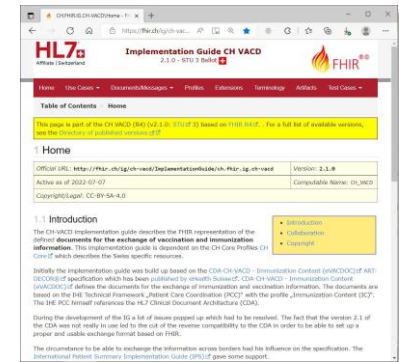 CH.FHIR.IG.CH-VACD\Home - FH
https://fhir.ch/ig/ch-vac...
HL7
Affiliate | Switzerland
Implementation Guide CH VACD
2.1.0 - STU 3 Ballot
FHIR
Home Use Cases Documents/Messages Profiles Extensions Terminology Artifacts Test Cases
Table of Contents Home
This page is part of the CH VACD (R4) (v2.1.0: STU 3) based on FHIR R4. . For a full list of available versions,
see the Directory of published versions
1 Home
Official URL: http://fhir.ch/ig/ch-vacd/ImplementationGuide/ch.fhir.ig.ch-vacd Version: 2.1.0
Active as of 2022-07-07 Computable Name: CH_VACD
Copyright/Legal: CC-BY-SA-4.0
1.1 Introduction
The CH-VACD implementation guide describes the FHIR representation of the
defined documents for the exchange of vaccination and immunization
information. This implementation guide is dependent on the CH Core Profiles CH
Core which describes the Swiss specific resources.
Introduction
Collaboration
Copyright
Initially the implementation guide was build up based on the CDA-CH-VACD - Immunization Content (eVACDOC) ART-
DECOR® specification which has been published by eHealth Suisse. CDA-CH-VACD - Immunization Content
(eVACDOC) defines the exchange of immunization and vaccination information. The documents are
based on the IHE Technical Framework „Patient Care Coordination (PCC)" with the profile „Immunization Content (IC)".
The IHE PCC himself references the HL7 Clinical Document Architecture (CDA).
During the development of the IG a lot of issues popped up which had to be resolved. The fact that the version 2.1 of
the CDA was not really in use led to the cut of the reverse compatibility to the CDA in order to be able to set up a
proper and usable exchange format based on FHIR.
The circumstance to be able to exchange the information across borders had his influence on the specification. The
International Patient Summary Implementation Guide (IPS) gave some support.